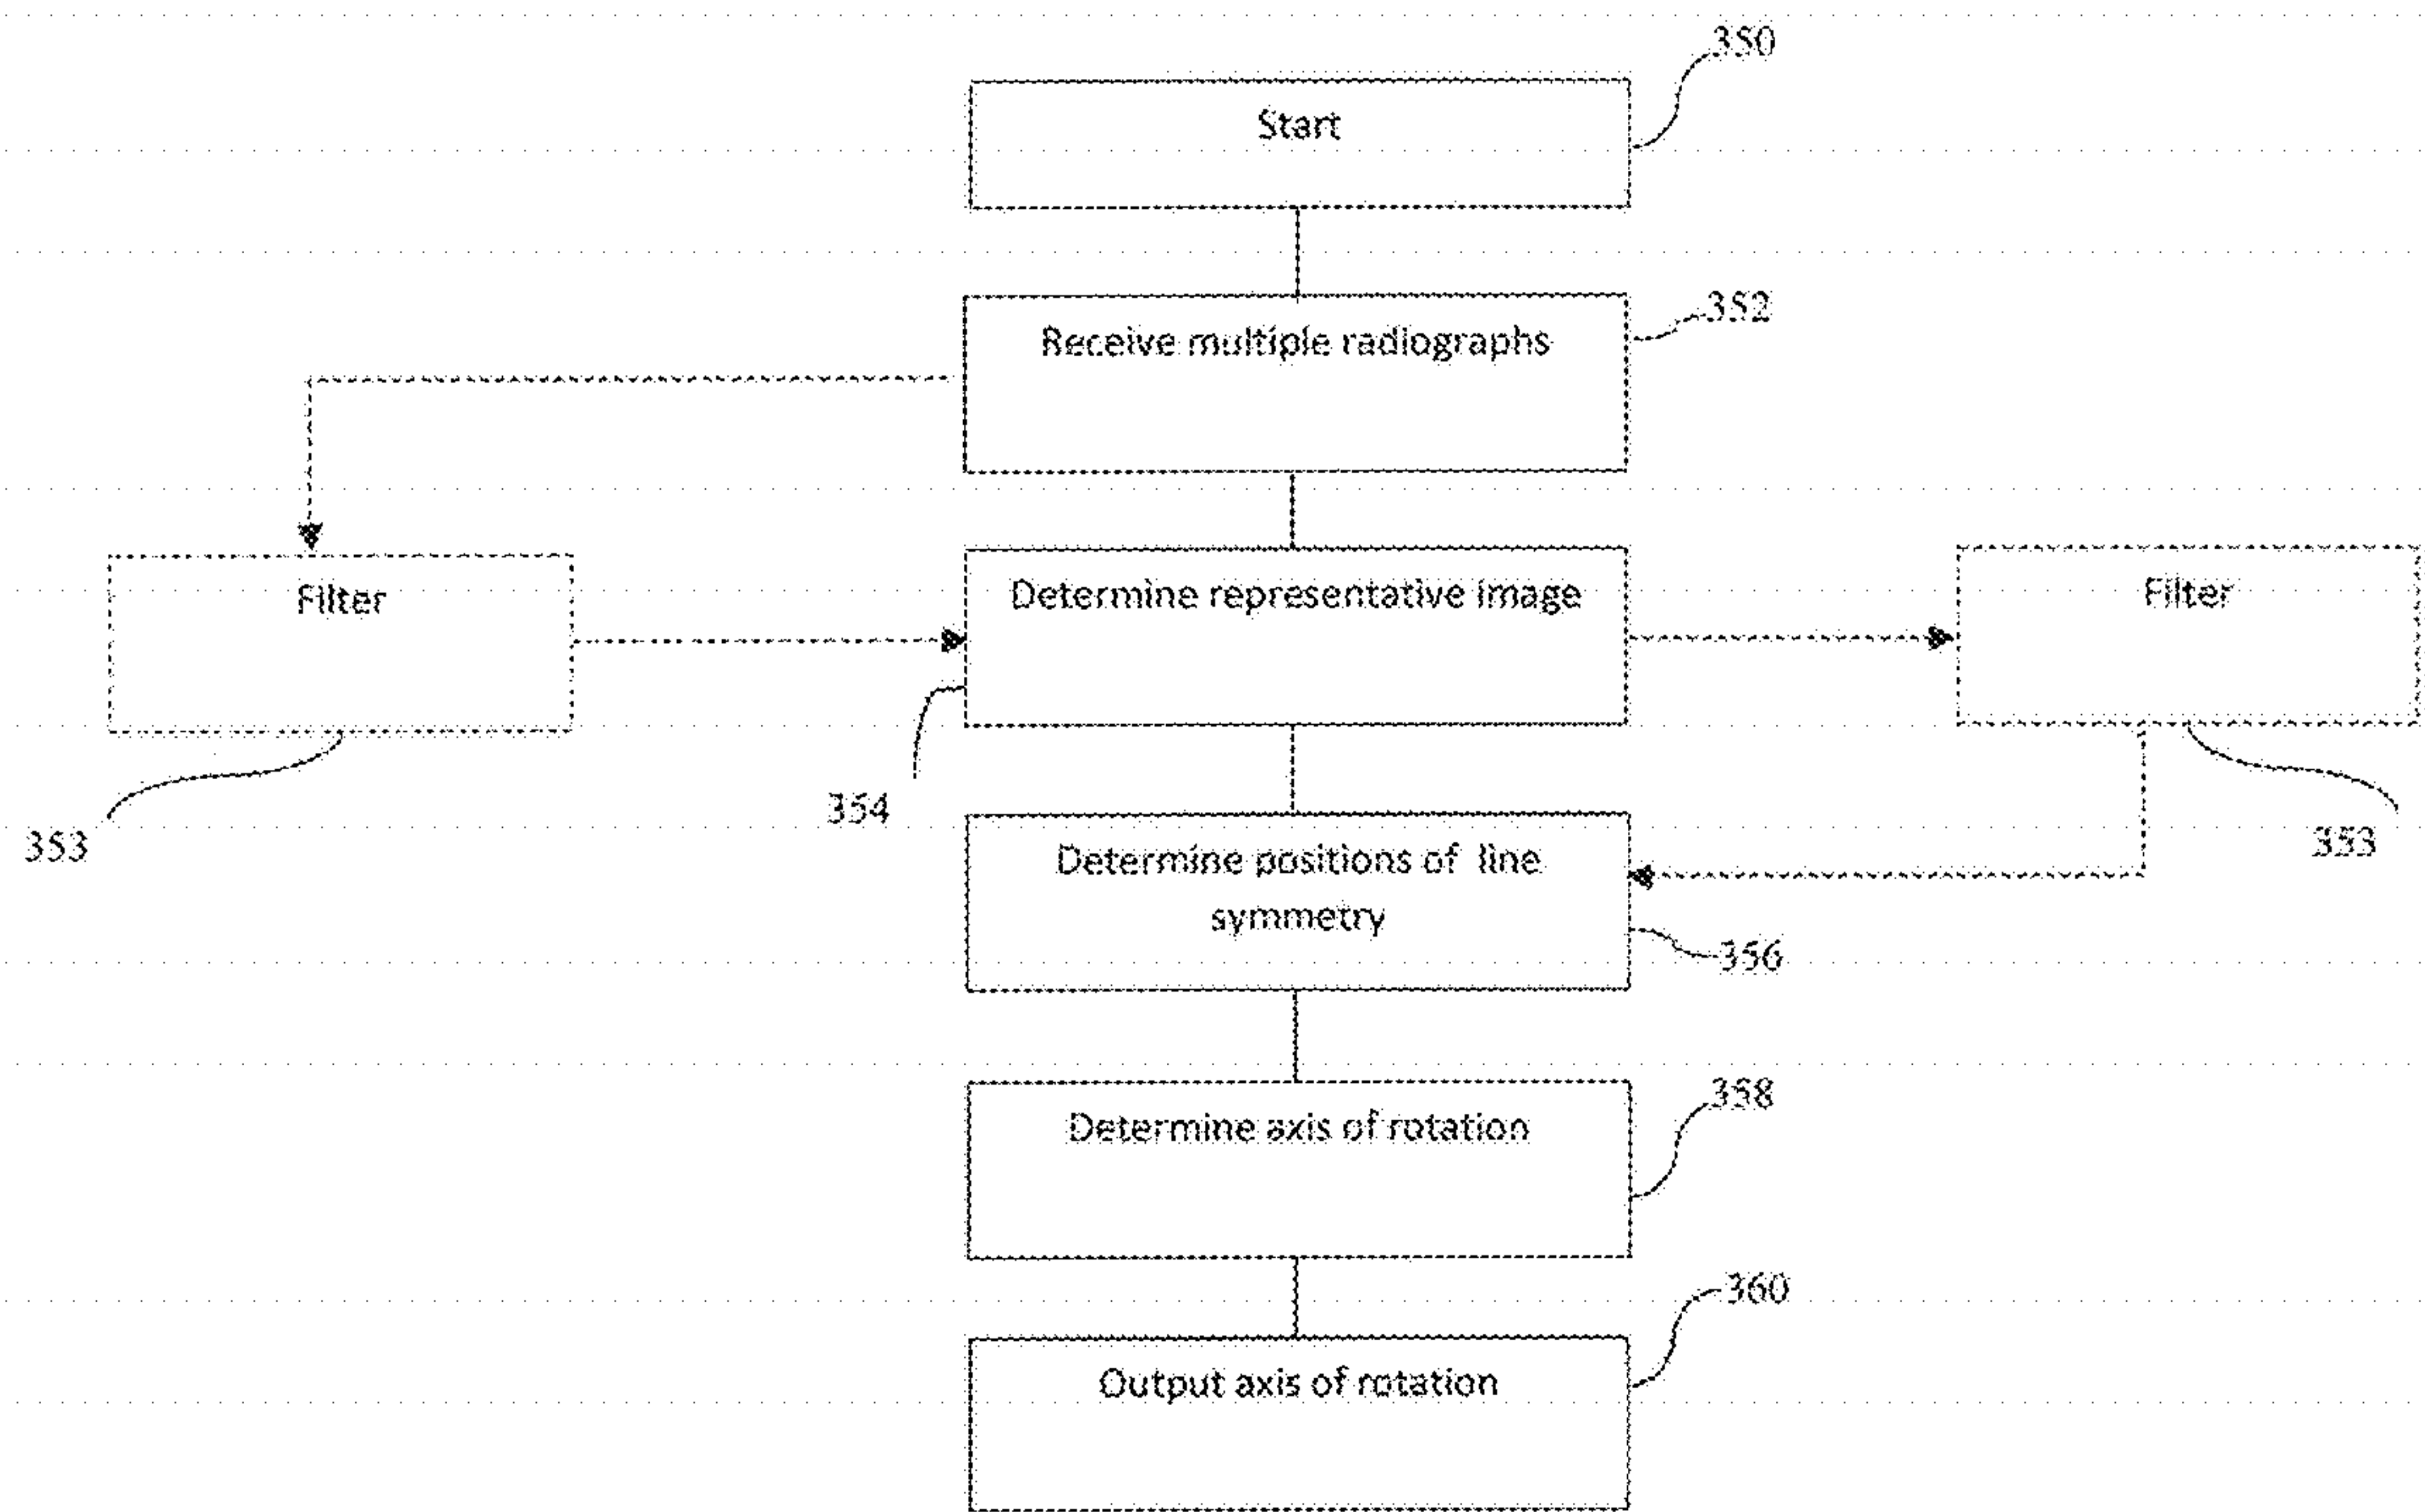 350
Start
352
Receive multiple radiographs
Filter
Determine representative image
Filter
353
354
353
Determine positions of line
symmetry
356
358
Determine axis of rotation
360
Output axis of rotation